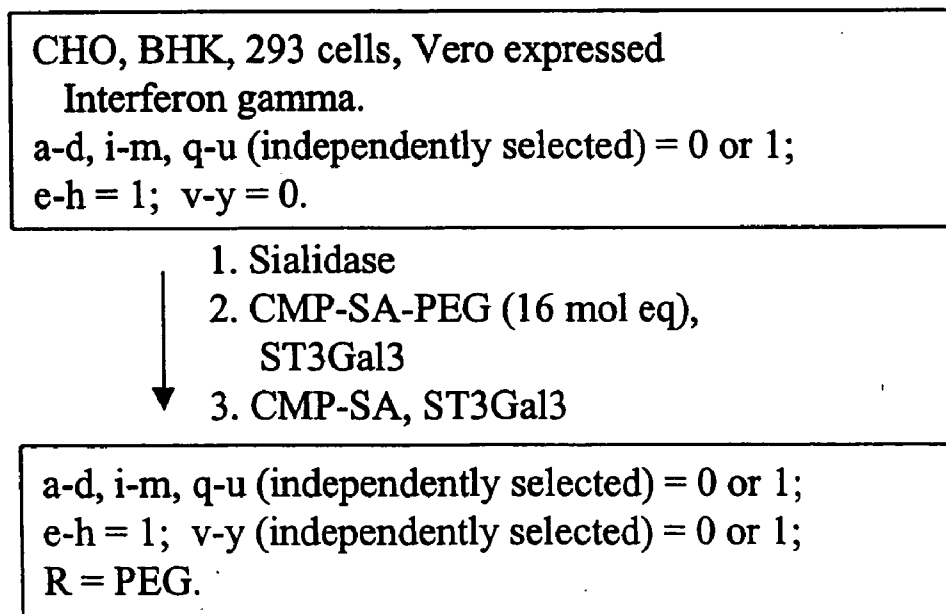 CHO, BHK, 293 cells, Vero expressed
Interferon gamma.
a-d, i-m, q-u (independently selected) = 0 or 1;
e-h = 1; v-y = 0.
1. Sialidase
2. CMP-SA-PEG (16 mol eq),
ST3Gal3
3. CMP-SA, ST3Gal3
a-d, i-m, q-u (independently selected) = 0 or 1;
e-h = 1; v-y (independently selected) = 0 or 1;
R = PEG.